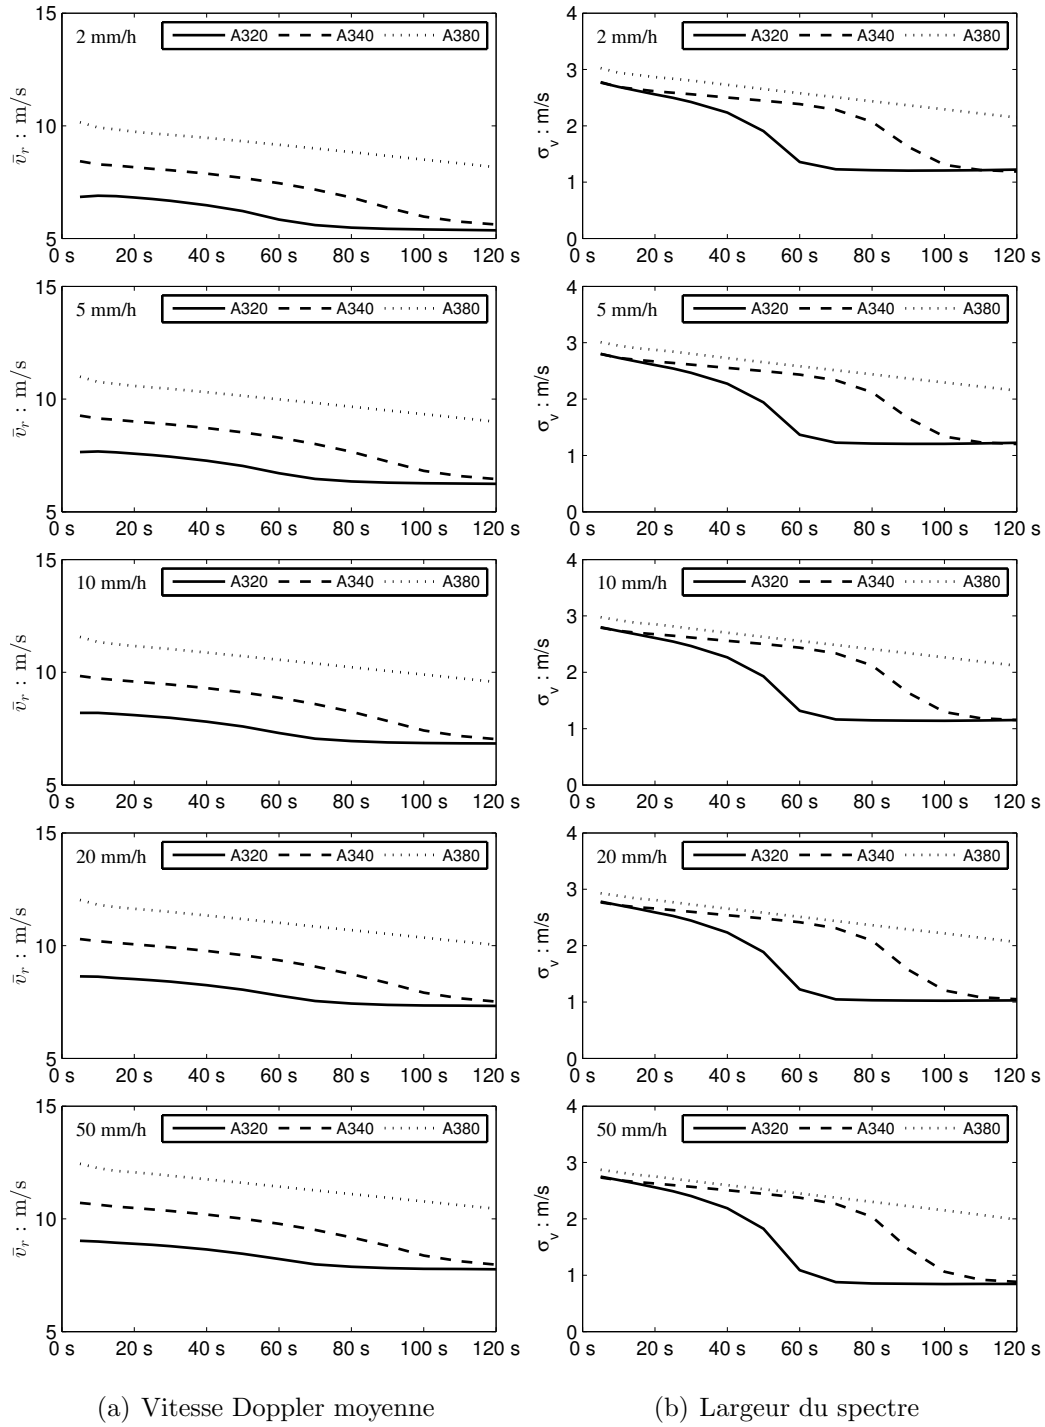 15
2 mm/h A320 A340 A380
10
v̄r : m/s
5
0 s 20 s 40 s 60 s 80 s 100 s 120 s
4
2 mm/h A320 A340 A380
3
2
σv : m/s
1
0
0 s 20 s 40 s 60 s 80 s 100 s 120 s
15
5 mm/h A320 A340 A380
10
v̄r : m/s
5
0 s 20 s 40 s 60 s 80 s 100 s 120 s
4
5 mm/h A320 A340 A380
3
2
σv : m/s
1
0
0 s 20 s 40 s 60 s 80 s 100 s 120 s
15
10 mm/h A320 A340 A380
10
v̄r : m/s
5
0 s 20 s 40 s 60 s 80 s 100 s 120 s
4
10 mm/h A320 A340 A380
3
2
σv : m/s
1
0
0 s 20 s 40 s 60 s 80 s 100 s 120 s
15
20 mm/h A320 A340 A380
10
v̄r : m/s
5
0 s 20 s 40 s 60 s 80 s 100 s 120 s
4
20 mm/h A320 A340 A380
3
2
σv : m/s
1
0
0 s 20 s 40 s 60 s 80 s 100 s 120 s
15
50 mm/h A320 A340 A380
10
v̄r : m/s
5
0 s 20 s 40 s 60 s 80 s 100 s 120 s
4
50 mm/h A320 A340 A380
3
2
σv : m/s
1
0
0 s 20 s 40 s 60 s 80 s 100 s 120 s
(a) Vitesse Doppler moyenne
(b) Largeur du spectre